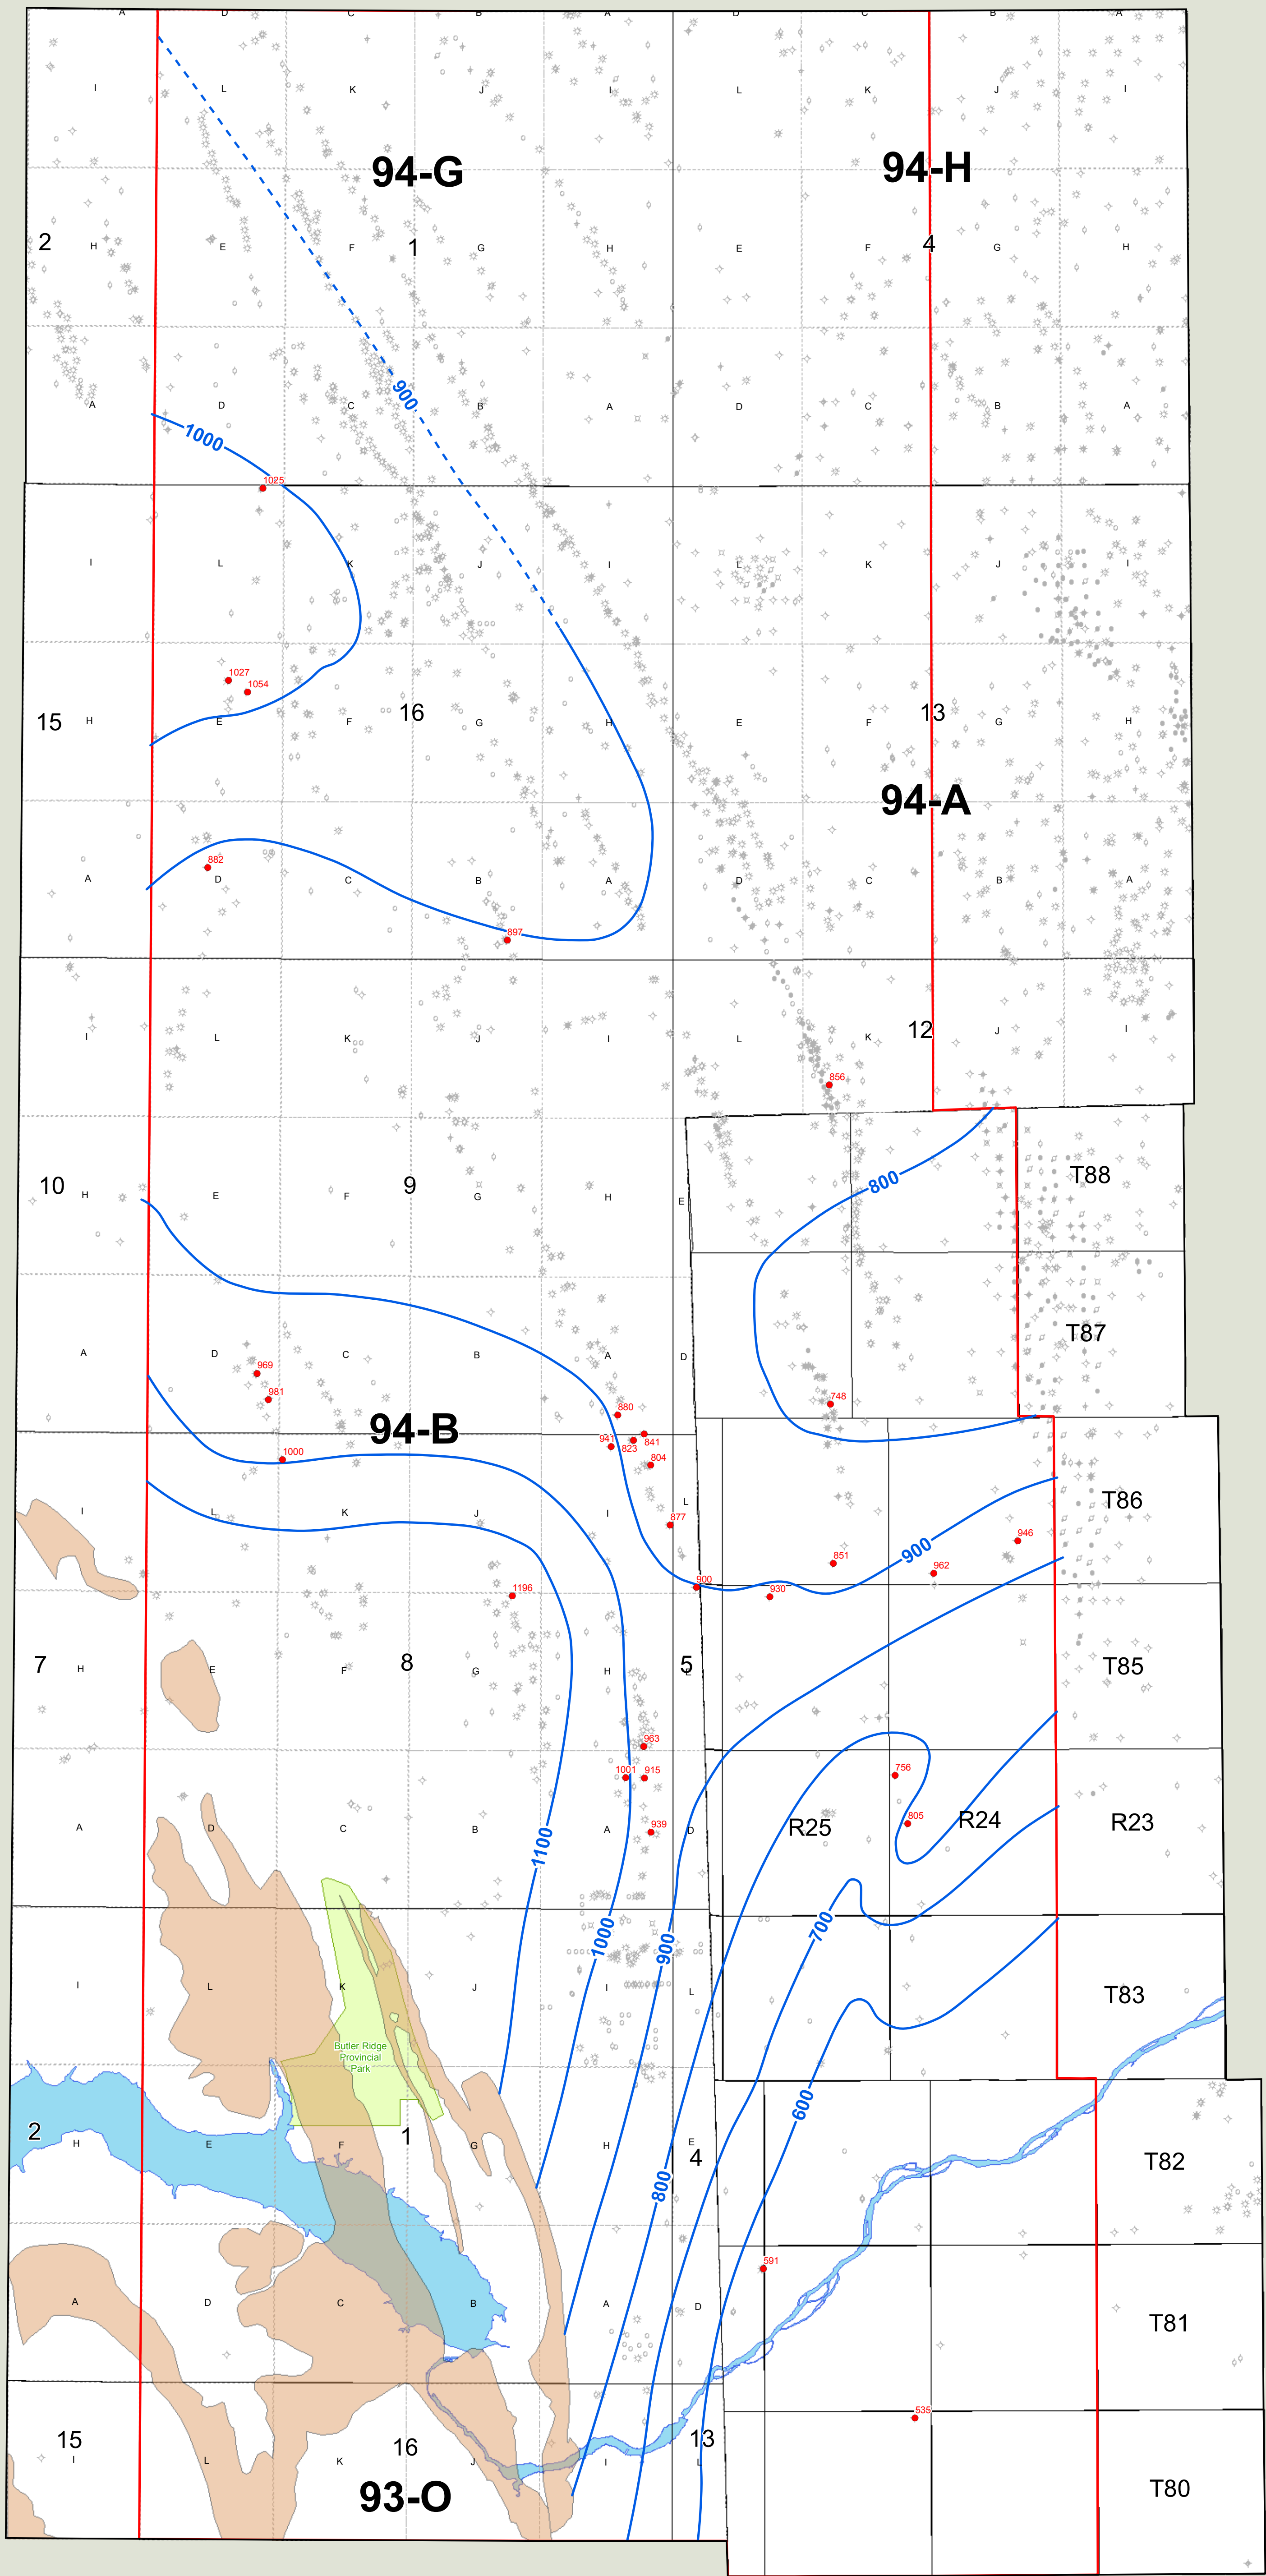 A D C B A D C B A
I L K J I L K J I
94-G 94-H
2 H E F 1 G H E F 4 G H
900
A D C B A D C B A
1000
1025
I L K J I L K J I
1027
1054
15 H E F 16 G H E F 13 G H
94-A
882
A D C B A D C B A
897
I L K J I L K 12 J I
856
T88
800
10 H E F 9 G H E
T87
A D C B A D
969
981
748
880
94-B
941 823 841
1000
804
T86
I L K J I L
877
946
900
851
962
900
930
1196
7 H E F 8 G H 5 E
T85
963
1001 915
756
805
939
A D C B A D
R25 R24 R23
1100
700
1000
900
I L K J I L
T83
Butler Ridge
Provincial
Park
600
2 H E F 1 G H E 4
T82
800
591
A D C B A D
T81
535
15 I L K 16 J I 13 L
93-O
T80